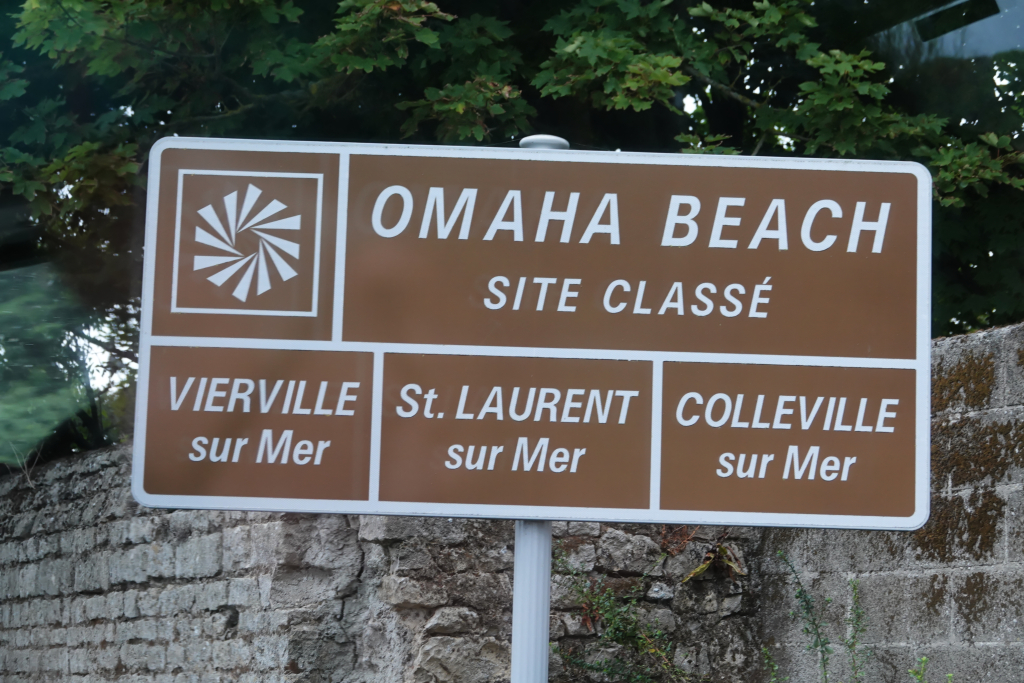 OMAHA BEACH
SITE CLASSÉ
VIERVILLE
sur Mer
St. LAURENT
sur Mer
COLLEVILLE
sur Mer